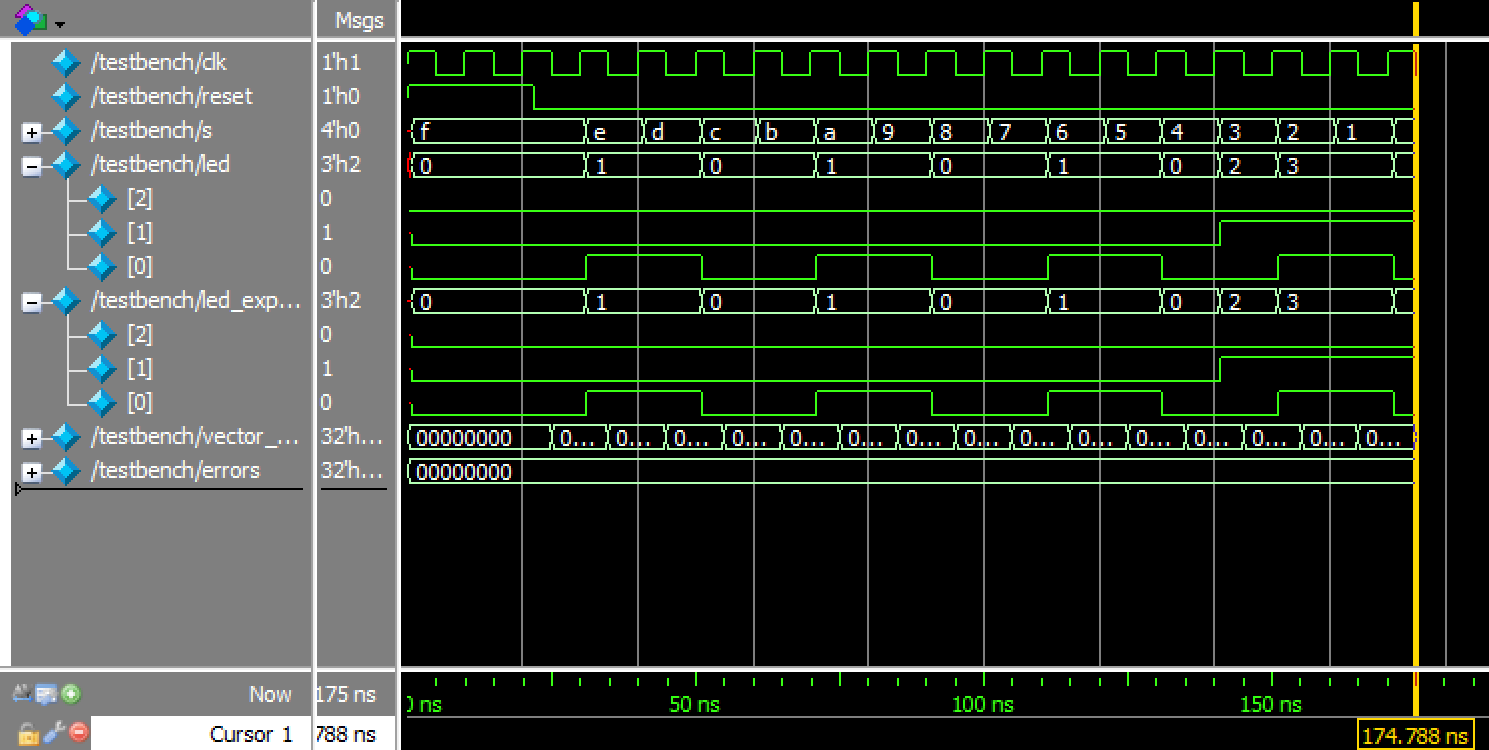 Msgs
/testbench/clk 1'h1
/testbench/reset 1'h0
/testbench/s 4'h0 f e d c b a 9 8 7 6 5 4 3 2 1
/testbench/led 3'h2 0 1 0 1 0 1 0 2 3
[2] 0
[1] 1
[0] 0
/testbench/led_exp... 3'h2 0 1 0 1 0 1 0 2 3
[2] 0
[1] 1
[0] 0
/testbench/vector_... 32'h... 00000000 0... 0... 0... 0... 0... 0... 0... 0... 0... 0... 0... 0... 0... 0... 0...
/testbench/errors 32'h... 00000000
Now 175 ns 0 ns 50 ns 100 ns 150 ns
Cursor 1 788 ns 174.788 ns